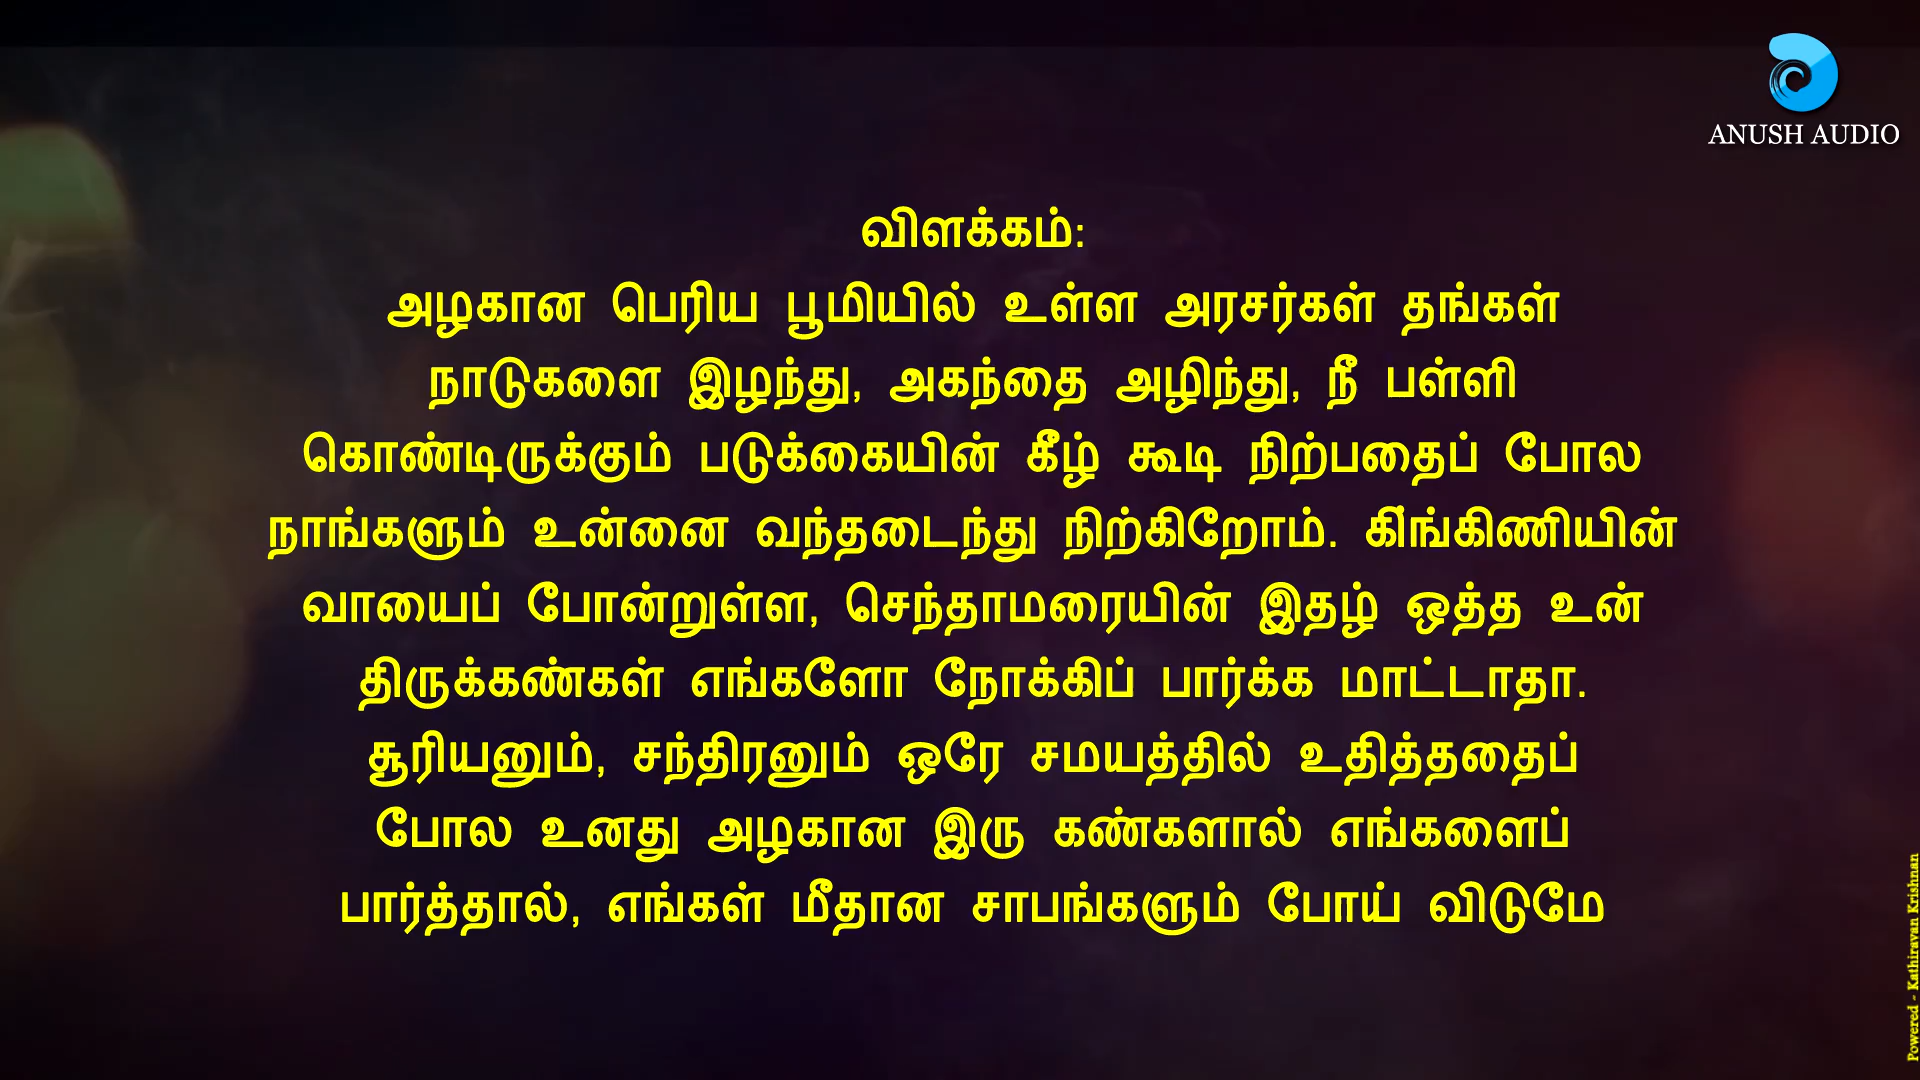 ANUSH AUDIO
விளக்கம்:
அழகான பெரிய பூமியில் உள்ள அரசர்கள் தங்கள்
நாடுகளை இழந்து, அகந்தை அழிந்து, நீ பள்ளி
கொண்டிருக்கும் படுக்கையின் கீழ் கூடி நிற்பதைப் போல
நாங்களும் உன்னை வந்தடைந்து நிற்கிறோம். கிங்கிணியின்
வாயைப் போன்றுள்ள, செந்தாமரையின் இதழ் ஒத்த உன்
திருக்கண்கள் எங்களோ நோக்கிப் பார்க்க மாட்டாதா.
சூரியனும், சந்திரனும் ஒரே சமயத்தில் உதித்ததைப்
போல உனது அழகான இரு கண்களால் எங்களைப்
பார்த்தால், எங்கள் மீதான சாபங்களும் போய் விடுமே
Powered - Kathiravan Krishnan